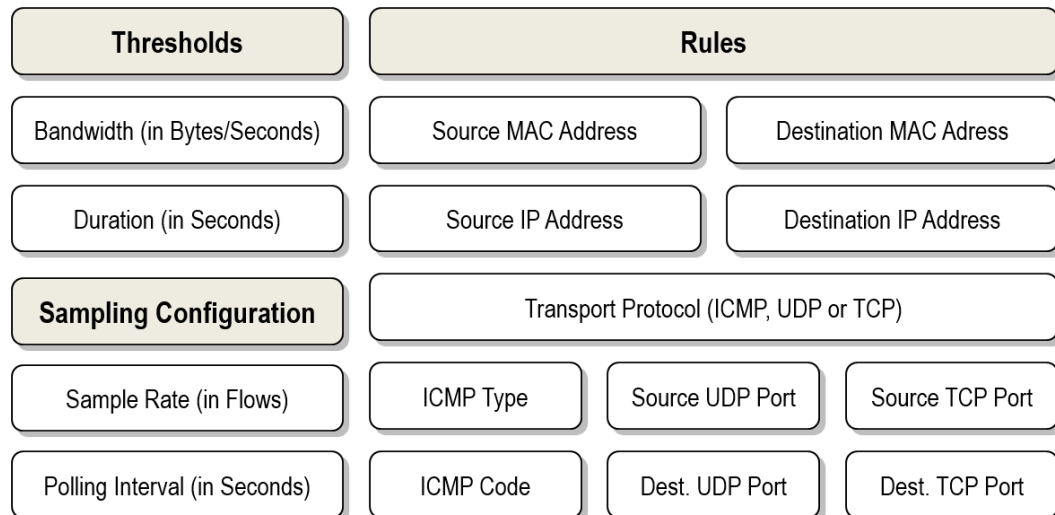 Thresholds
Rules
Bandwidth (in Bytes/Seconds)
Source MAC Address
Destination MAC Adress
Duration (in Seconds)
Source IP Address
Destination IP Address
Sampling Configuration
Transport Protocol (ICMP, UDP or TCP)
Sample Rate (in Flows)
ICMP Type
Source UDP Port
Source TCP Port
Polling Interval (in Seconds)
ICMP Code
Dest. UDP Port
Dest. TCP Port